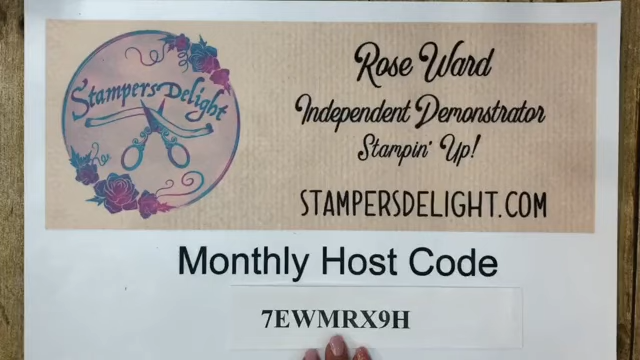 Stampers Delight
Rose Ward
Independent Demonstrator
Stampin' Up!
STAMPERSDELIGHT.COM
Monthly Host Code
7EWMRX9H